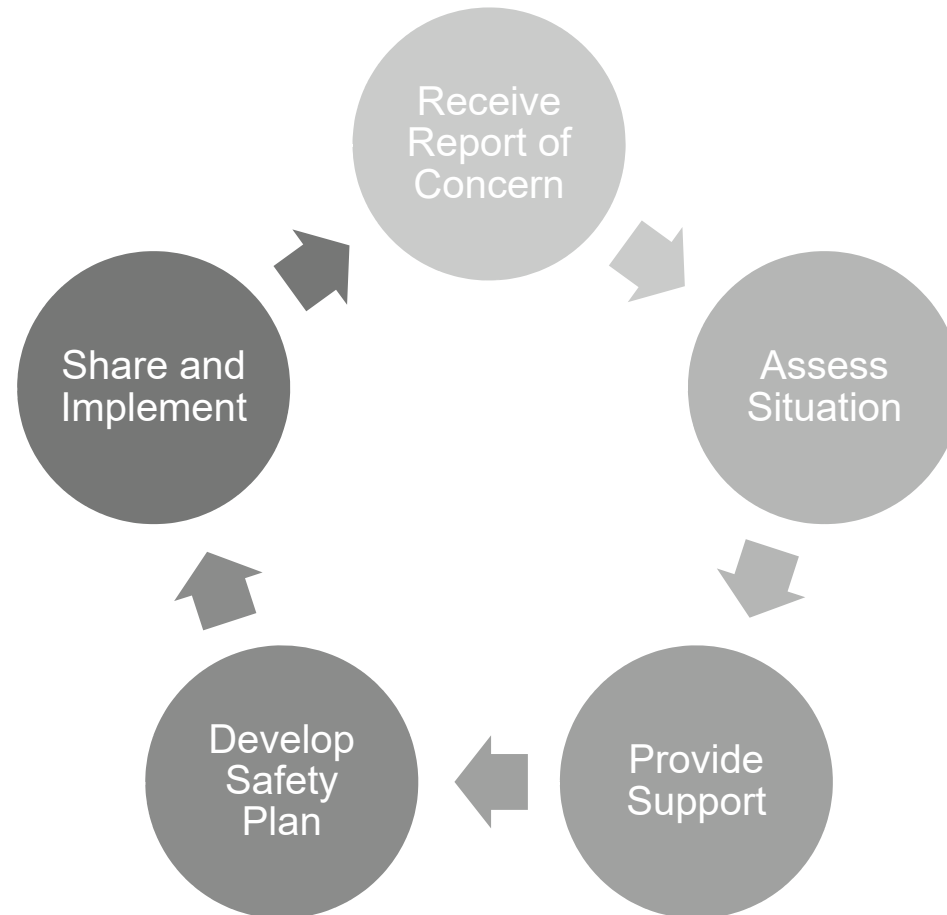 Receive
Report of
Concern
Assess
Situation
Provide
Support
Develop
Safety
Plan
Share and
Implement